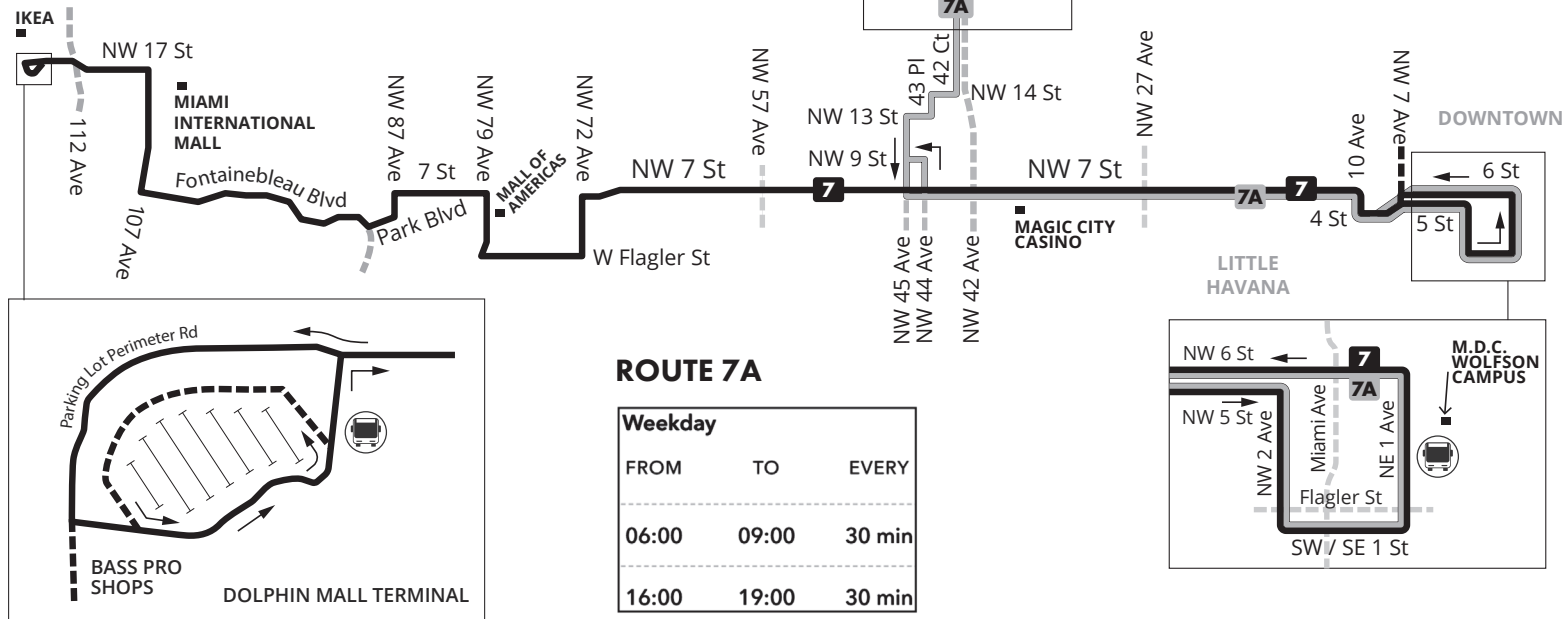 IKEA
NW 17 St
112 Ave
MIAMI
INTERNATIONAL
MALL
107 Ave
Fontainebleau Blvd
NW 87 Ave
Park Blvd
7 St
NW 79 Ave
MALL OF
AMERICAS
NW 72 Ave
W Flagler St
NW 7 St
NW 57 Ave
7
7A
42 Ct
43 Pl
NW 14 St
NW 13 St
NW 9 St
NW 45 Ave
NW 44 Ave
NW 42 Ave
NW 7 St
MAGIC CITY
CASINO
NW 27 Ave
7A
7
10 Ave
4 St
NW 7 Ave
DOWNTOWN
6 St
5 St
LITTLE
HAVANA
Parking Lot Perimeter Rd
BASS PRO
SHOPS
DOLPHIN MALL TERMINAL
ROUTE 7A
Weekday
FROM TO EVERY
06:00 09:00 30 min
16:00 19:00 30 min
NW 6 St
7
7A
M.D.C.
WOLFSON
CAMPUS
NW 5 St
NW 2 Ave
Miami Ave
NE 1 Ave
Flagler St
SW / SE 1 St